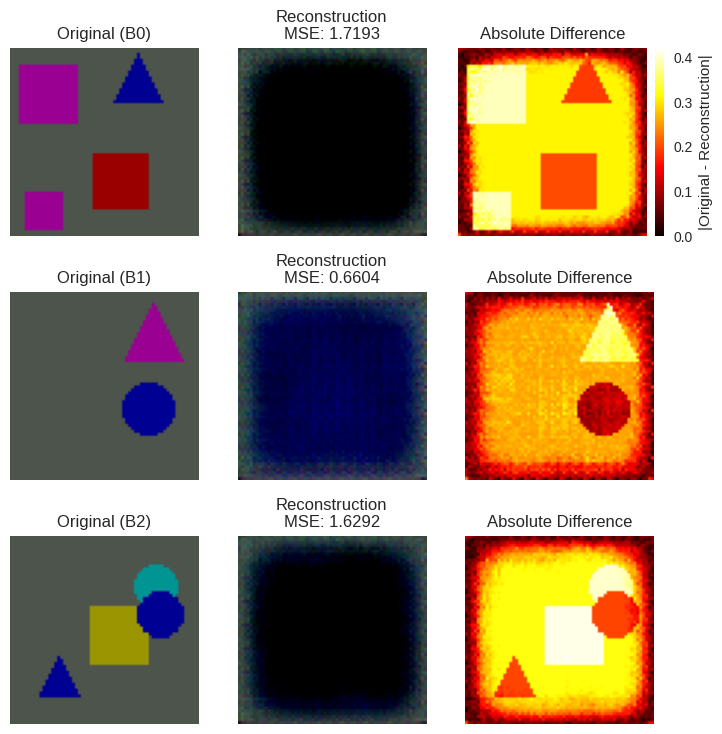 Original (B0)
Reconstruction
MSE: 1.7193
Absolute Difference
0.4
0.3
0.2
0.1
0.0
|Original - Reconstruction|
Original (B1)
Reconstruction
MSE: 0.6604
Absolute Difference
Original (B2)
Reconstruction
MSE: 1.6292
Absolute Difference